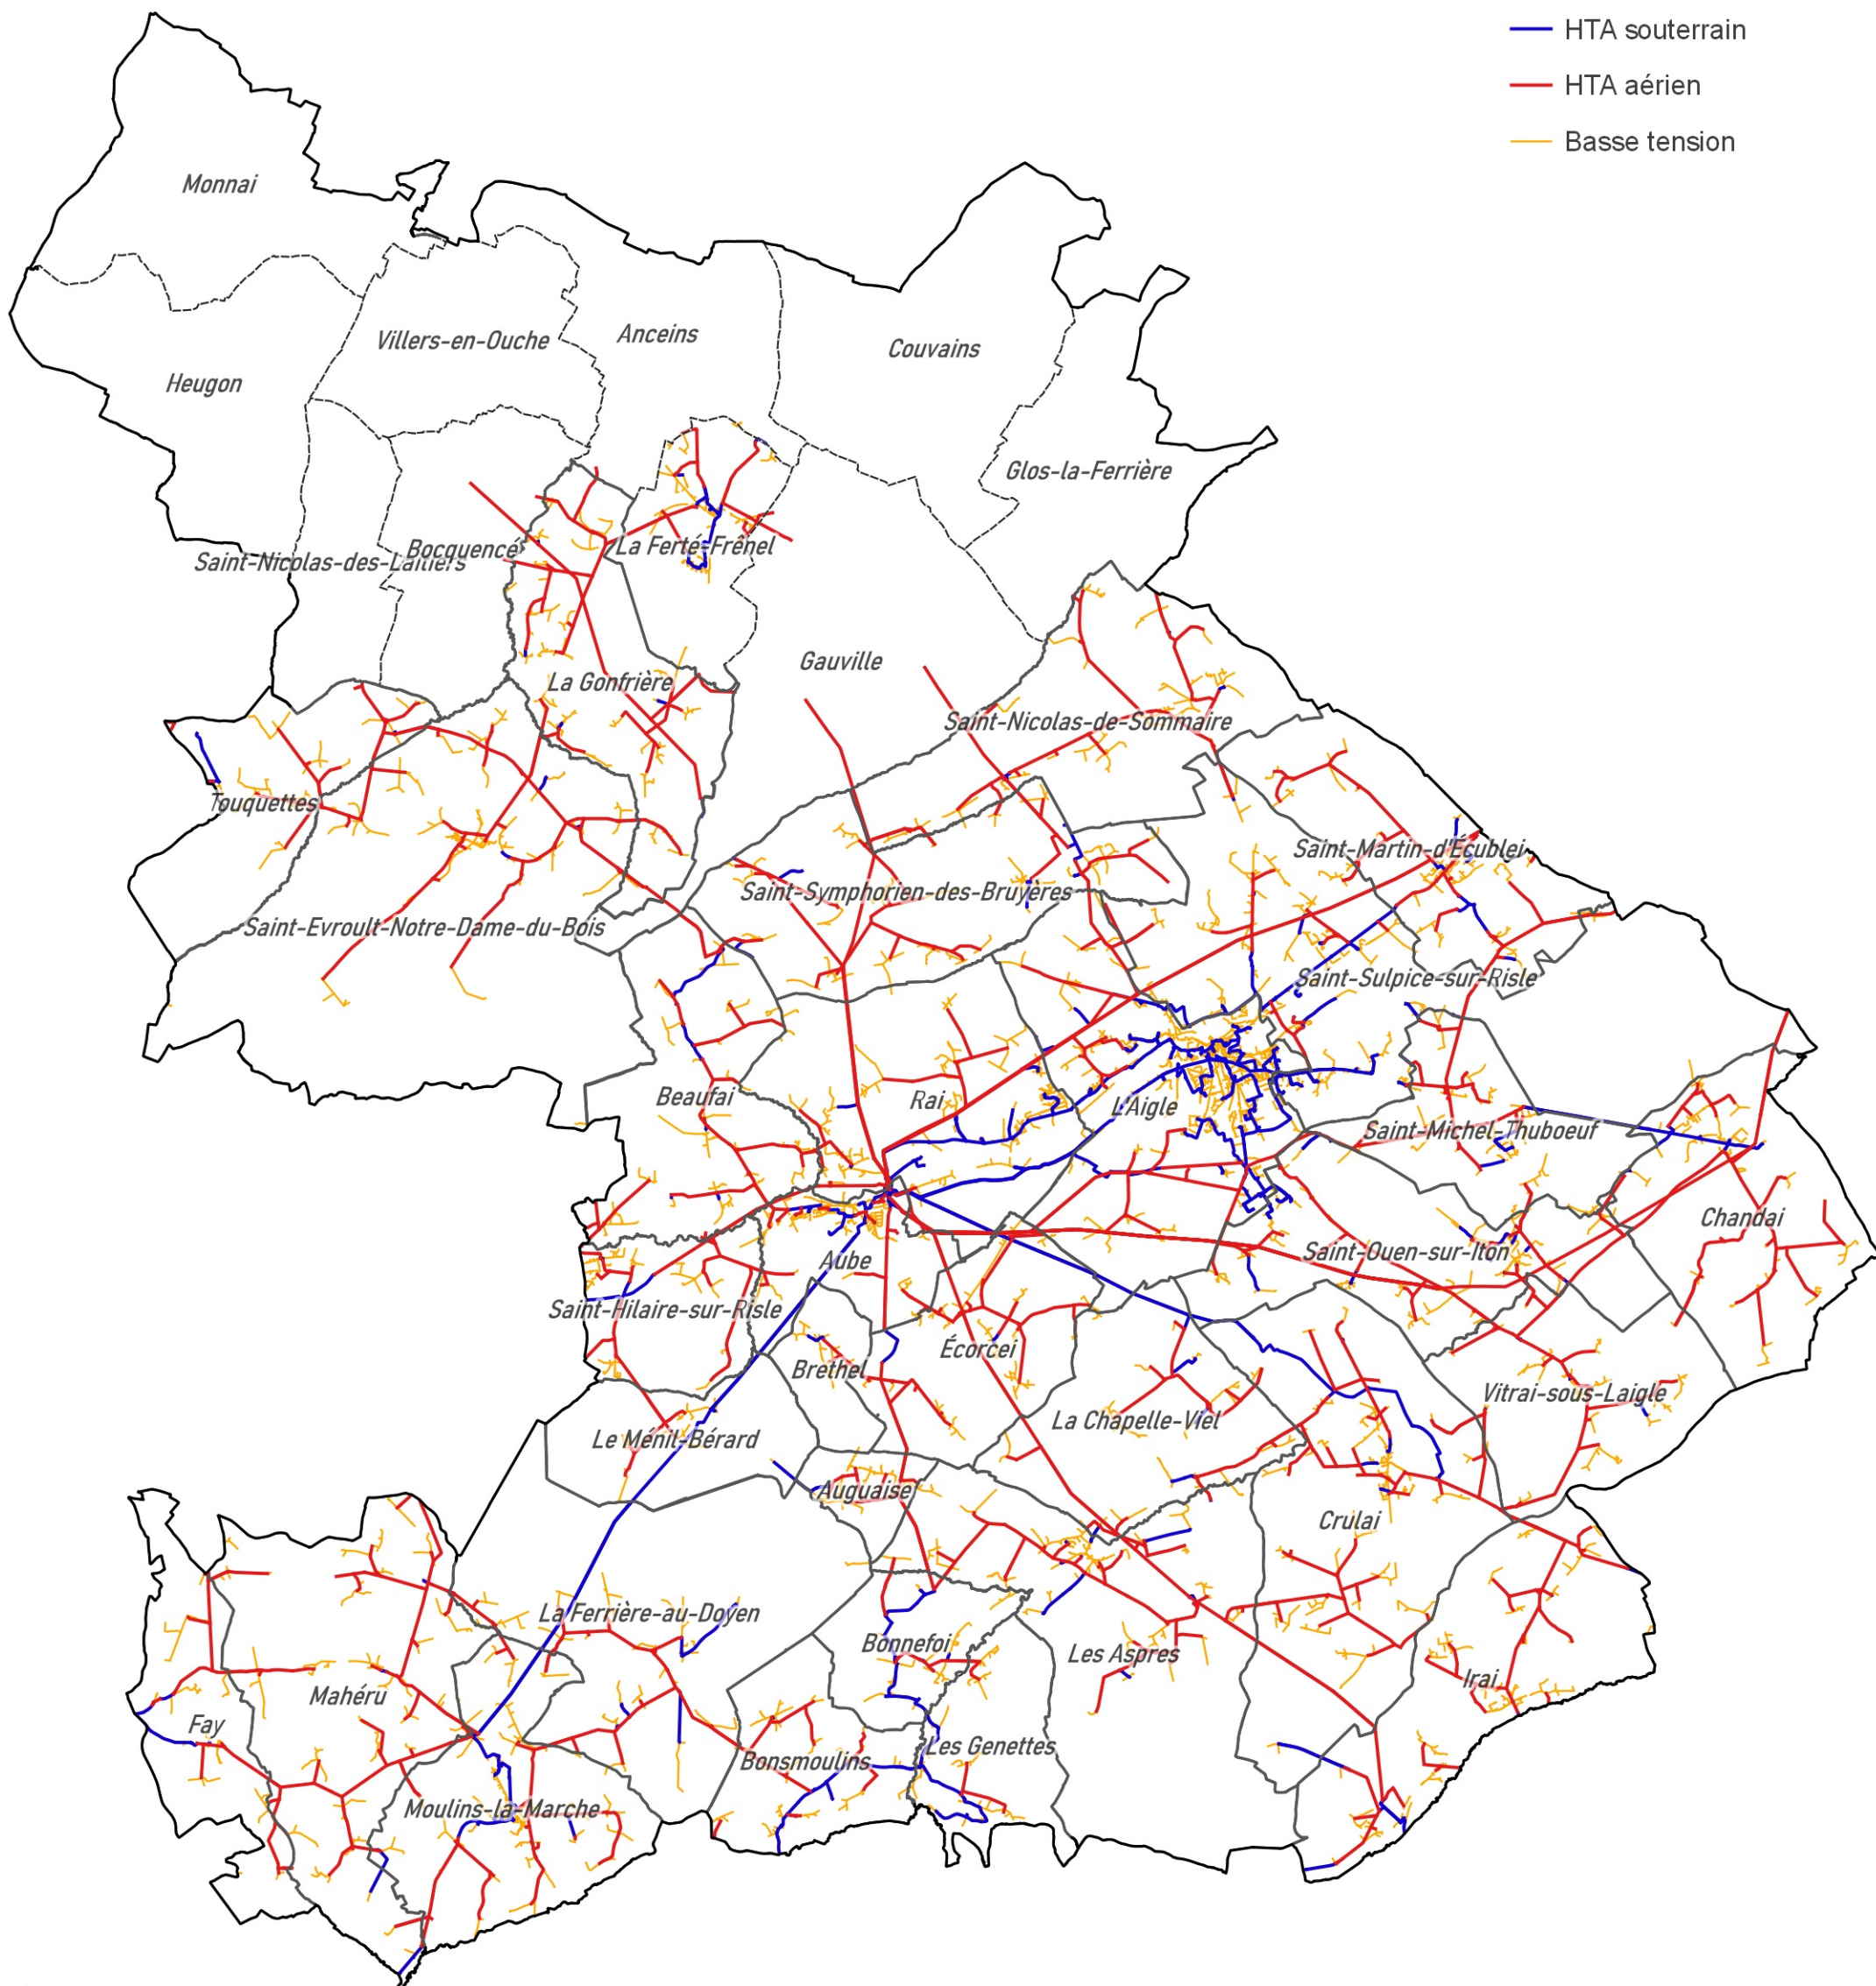 HTA souterrain
HTA aérien
Basse tension
Monnai
Villers-en-Ouche
Anceins
Couvains
Heugon
Glos-la-Ferrière
Bocquencé
La Ferté-Frênel
Saint-Nicolas-des-Laitiers
Gauville
La Gonfrière
Saint-Nicolas-de-Sommaire
Touquettes
Saint-Martin-d'Écublei
Saint-Symphorien-des-Bruyères
Saint-Evroult-Notre-Dame-du-Bois
Saint-Sulpice-sur-Risle
Beaufai
Rai
L'Aigle
Saint-Michel-Thuboeuf
Chandai
Aube
Saint-Ouen-sur-Iton
Saint-Hilaire-sur-Risle
Écorcei
Brethel
Vitrai-sous-Laigle
La Chapelle-Viel
Le Ménil-Bérard
Auguaise
Crulai
La Ferrière-au-Doyen
Bonnefoi
Les Aspres
Irai
Mahéru
Fay
Les Genettes
Bonsmoulins
Moulins-la-Marche